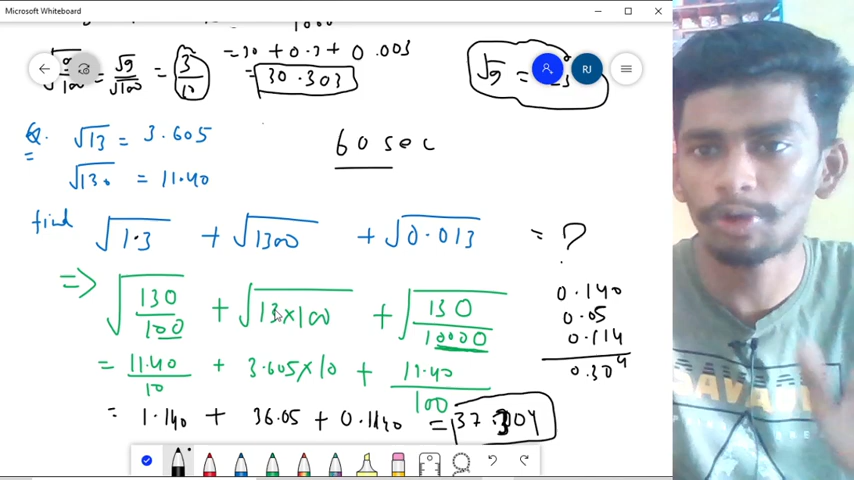 Microsoft Whiteboard
1000
√9/√100 = 3/10
= 30 + 0.3 + 0.003
= 30.303
√9 =
RJ
Q. √13 = 3.605
√130 = 11.40
60 sec
find √1.3 + √1300 + √0.013 = ?
=> √130/100 + √13×100 + √130/10000
0.140
0.05
0.114
0.304
= 11.40/10 + 3.605×10 + 11.40/100
= 1.140 + 36.05 + 0.1140 = 37.304
SAVA